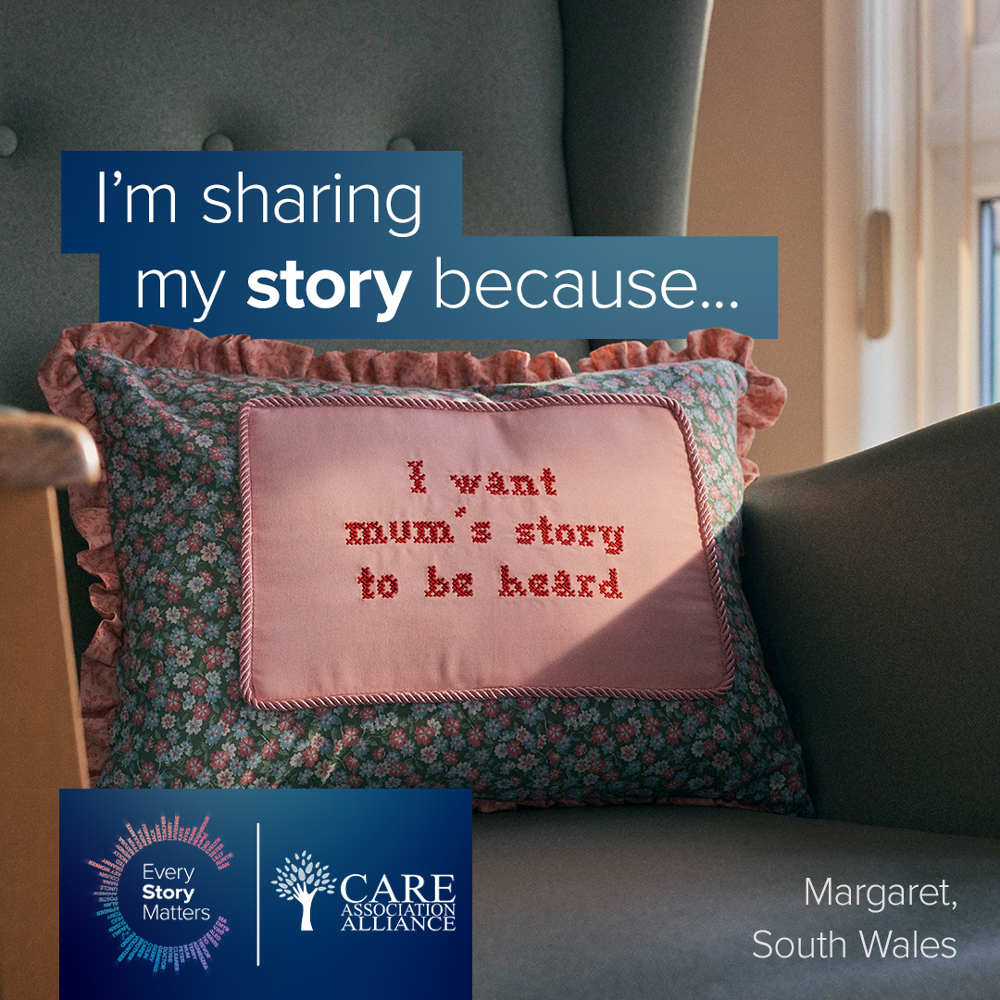 I'm sharing
my story because...
I want
mum's story
to be heard
Every
Story
Matters
CARE
ASSOCIATION
ALLIANCE
Margaret,
South Wales